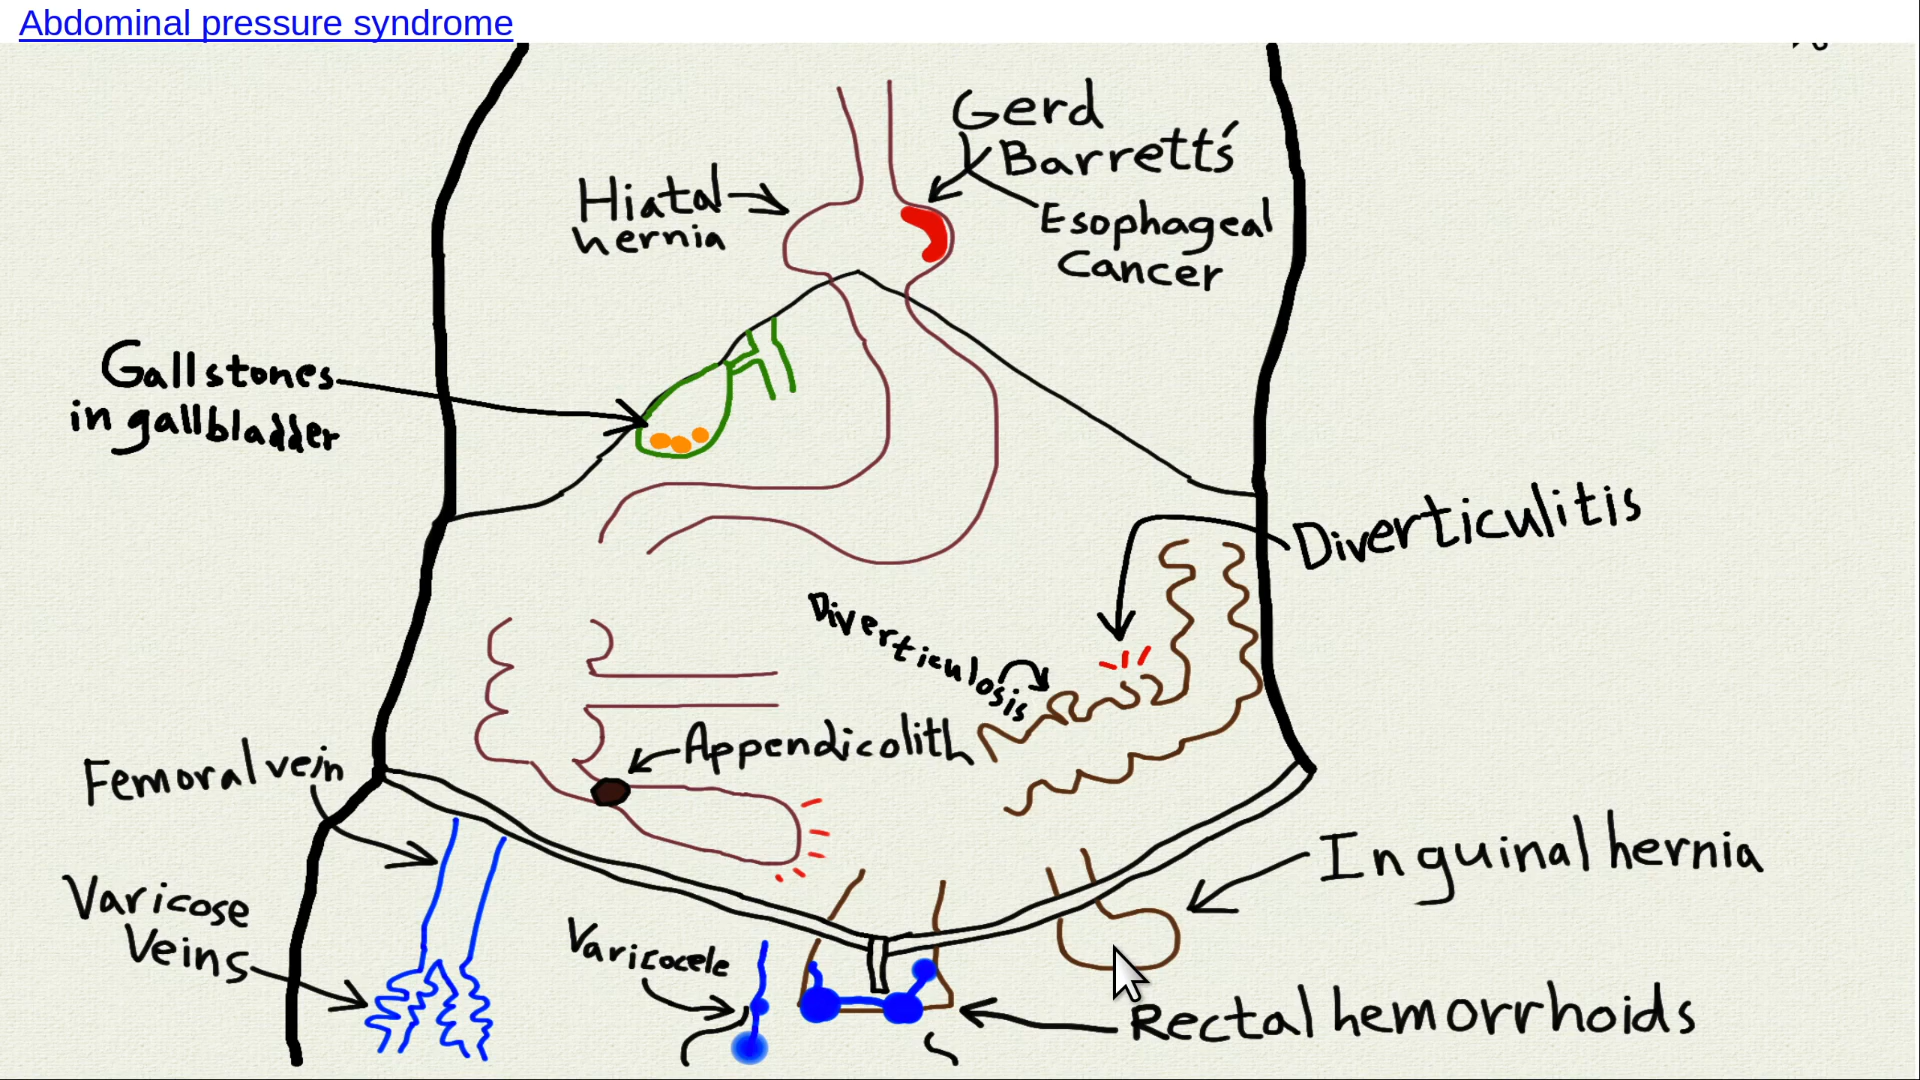 Abdominal pressure syndrome
Gerd
Barrett's
Esophageal
Cancer
Hiatal
hernia
Gallstones
in gallbladder
Diverticulitis
Diverticulosis
Appendicolith
Femoral vein
Varicose
Veins
Varicocele
Inguinal hernia
Rectal hemorrhoids